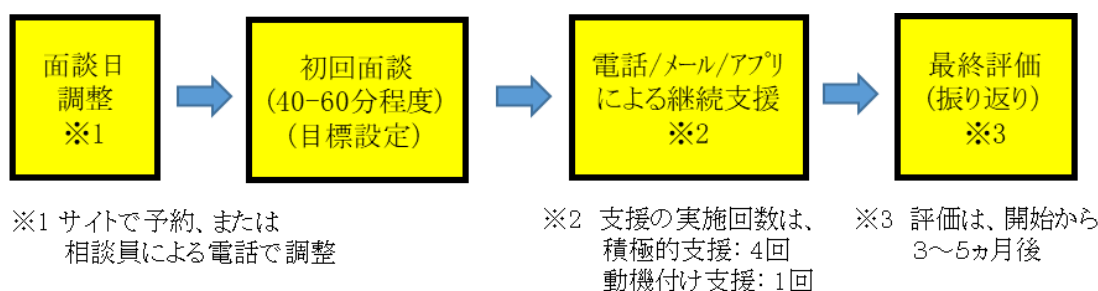 面談日
調整
※1
初回面談
(40-60分程度)
(目標設定)
電話/メール/アプリ
による継続支援
※2
最終評価
(振り返り)
※3
※1 サイトで予約、または
相談員による電話で調整
※2 支援の実施回数は、
積極的支援：4回
動機付け支援：1回
※3 評価は、開始から
3～5ヵ月後